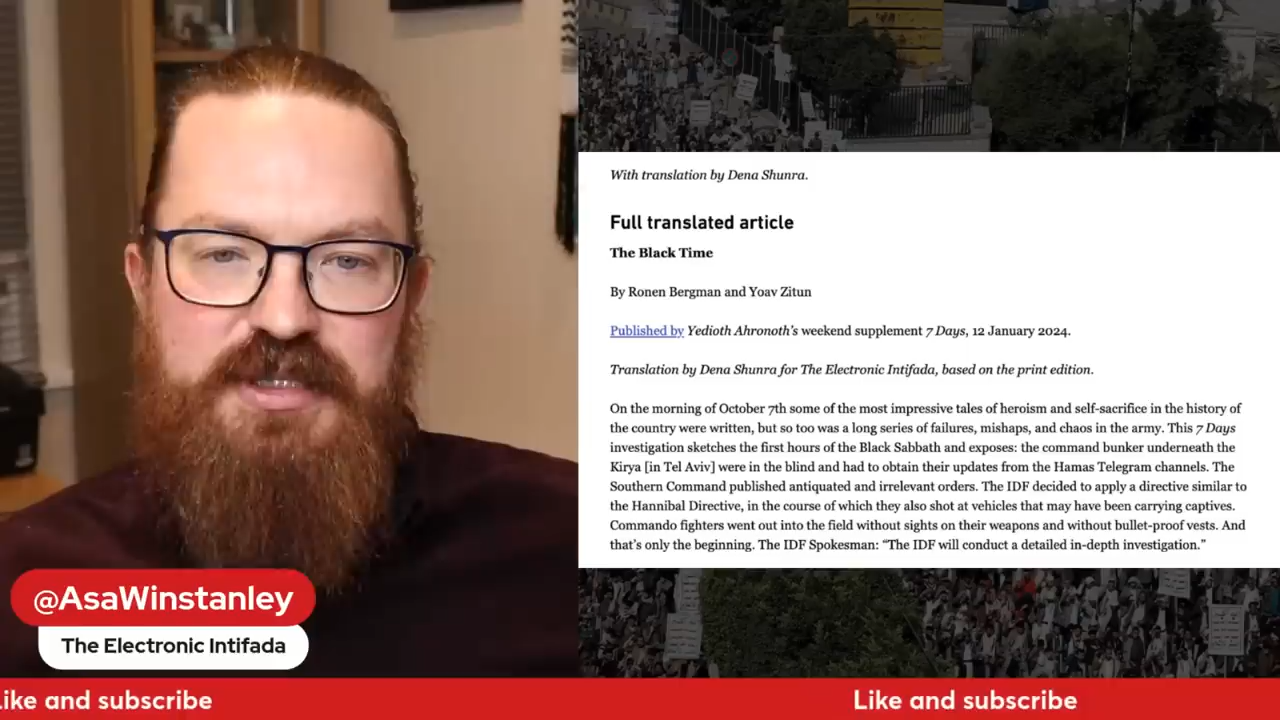 With translation by Dena Shunra.
Full translated article
The Black Time
By Ronen Bergman and Yoav Zitun
Published by Yedioth Ahronoth's weekend supplement 7 Days, 12 January 2024.
Translation by Dena Shunra for The Electronic Intifada, based on the print edition.
On the morning of October 7th some of the most impressive tales of heroism and self-sacrifice in the history of
the country were written, but so too was a long series of failures, mishaps, and chaos in the army. This 7 Days
investigation sketches the first hours of the Black Sabbath and exposes: the command bunker underneath the
Kirya [in Tel Aviv] were in the blind and had to obtain their updates from the Hamas Telegram channels. The
Southern Command published antiquated and irrelevant orders. The IDF decided to apply a directive similar to
the Hannibal Directive, in the course of which they also shot at vehicles that may have been carrying captives.
Commando fighters went out into the field without sights on their weapons and without bullet-proof vests. And
that's only the beginning. The IDF Spokesman: “The IDF will conduct a detailed in-depth investigation.”
@AsaWinstanley
The Electronic Intifada
Like and subscribe
Like and subscribe